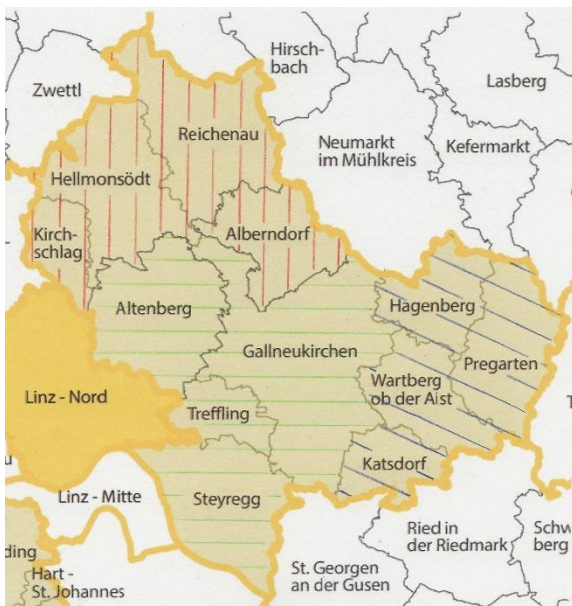 Hirsch-
bach
Zwettl
Lasberg
Reichenau
Neumarkt
im Mühlkreis
Kefermarkt
Hellmonsödt
Kirch-
schlag
Alberndorf
Altenberg
Hagenberg
Gallneukirchen
Pregarten
Linz - Nord
Wartberg
ob der Aist
Treffling
Katsdorf
Linz - Mitte
Steyregg
Ried in
der Riedmark
Schw
berg
ding
Hart -
St. Johannes
St. Georgen
an der Gusen